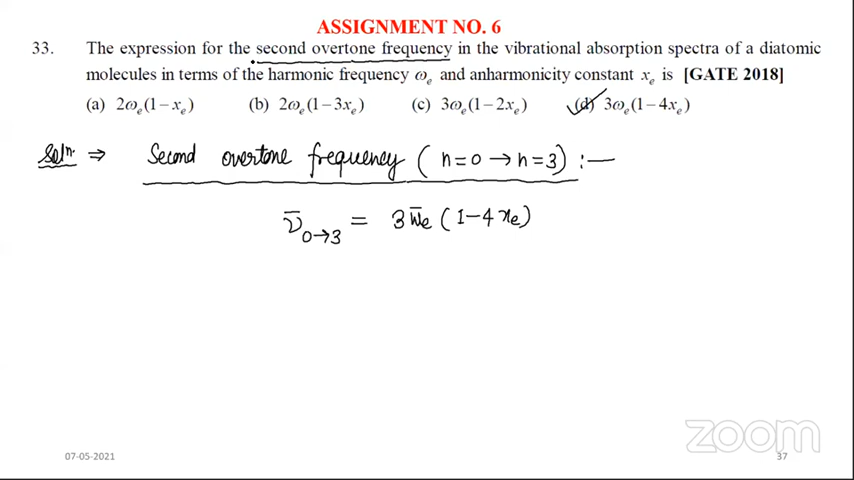 ASSIGNMENT NO. 6
33. The expression for the second overtone frequency in the vibrational absorption spectra of a diatomic
molecules in terms of the harmonic frequency ωₑ and anharmonicity constant xₑ is [GATE 2018]
(a) 2ωₑ(1−xₑ) (b) 2ωₑ(1−3xₑ) (c) 3ωₑ(1−2xₑ) (d) 3ωₑ(1−4xₑ)
Solⁿ. ⇒ Second overtone frequency (n=0 → n=3) :—
ν̄₀→₃ = 3ω̄ₑ (1−4xₑ)
zoom
07-05-2021 37